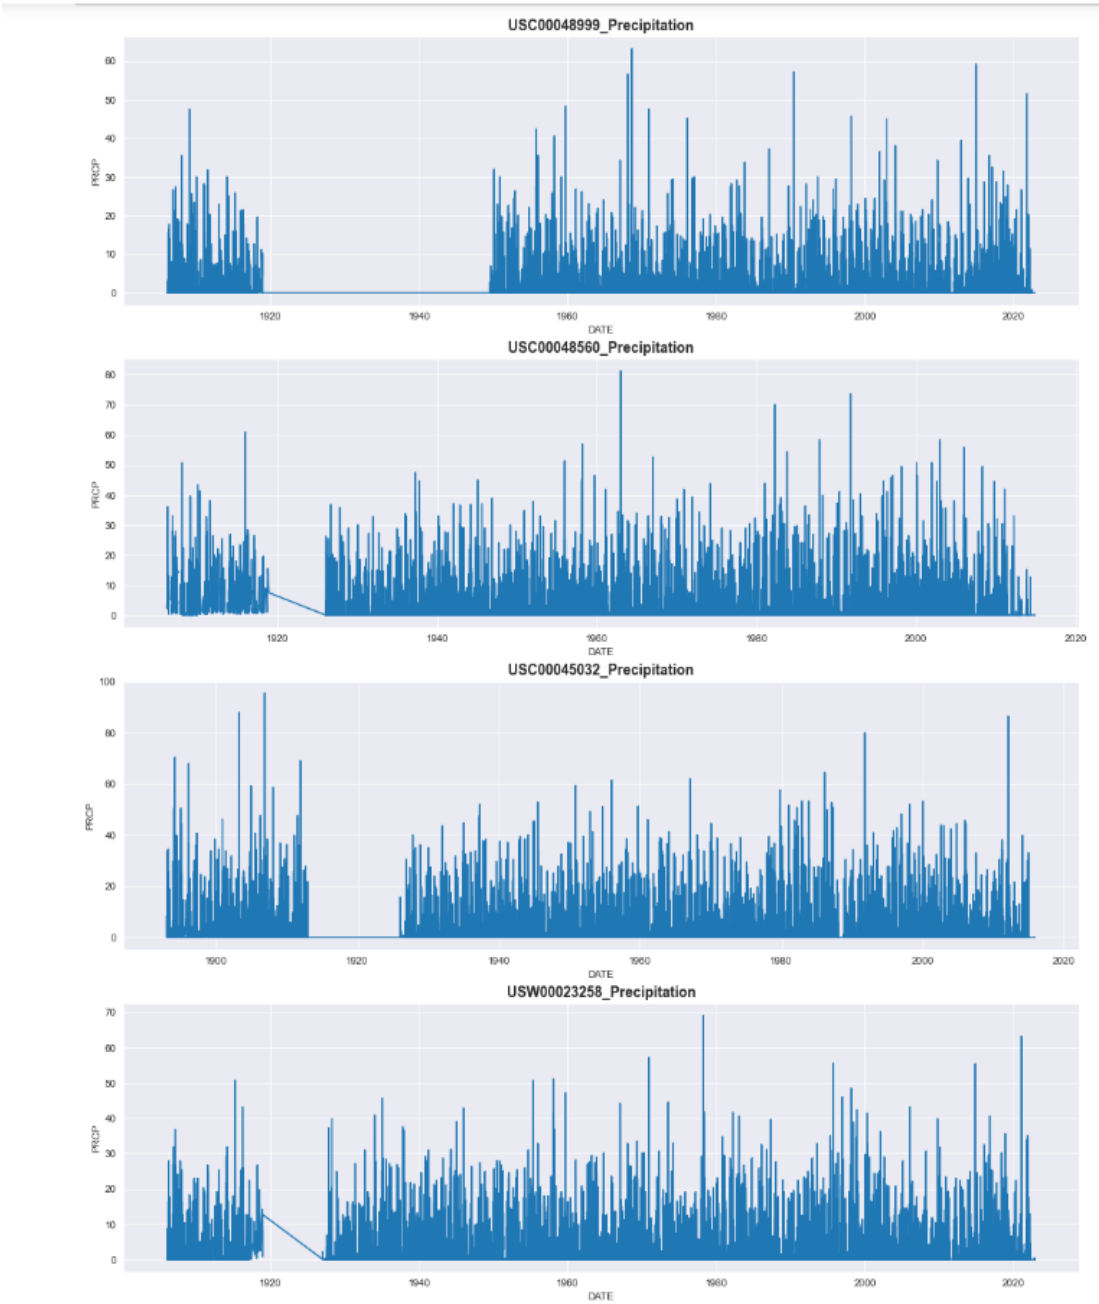 USC00048999_Precipitation
60
50
40
30
20
10
0
PRCP
1920 1940 1960 1980 2000 2020
DATE
USC00048560_Precipitation
80
70
60
50
40
30
20
10
0
PRCP
1920 1940 1960 1980 2000 2020
DATE
USC00045032_Precipitation
100
80
60
40
20
0
PRCP
1900 1920 1940 1960 1980 2000 2020
DATE
USW00023258_Precipitation
70
60
50
40
30
20
10
0
PRCP
1920 1940 1960 1980 2000 2020
DATE